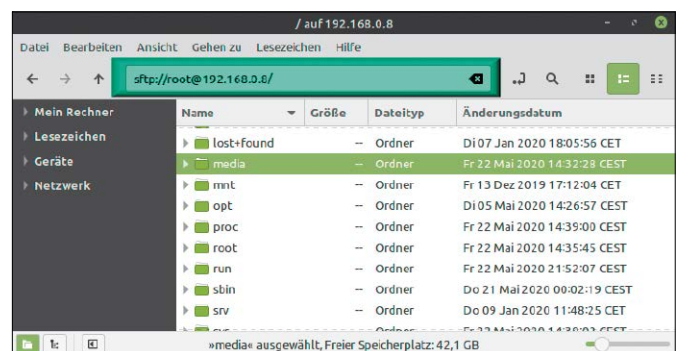 / auf 192.168.0.8
Datei Bearbeiten Ansicht Gehen zu Lesezeichen Hilfe
sftp://root@192.168.0.8/
Mein Rechner
Lesezeichen
Geräte
Netzwerk
Name Größe Dateityp Änderungsdatum
lost+found -- Ordner Di 07 Jan 2020 18:05:56 CET
media -- Ordner Fr 22 Mai 2020 14:32:28 CEST
mnt -- Ordner Fr 13 Dez 2019 17:12:04 CET
opt -- Ordner Di 05 Mai 2020 14:26:57 CEST
proc -- Ordner Fr 22 Mai 2020 14:39:00 CEST
root -- Ordner Fr 22 Mai 2020 14:35:45 CEST
run -- Ordner Fr 22 Mai 2020 21:52:07 CEST
sbin -- Ordner Do 21 Mai 2020 00:02:19 CEST
srv -- Ordner Do 09 Jan 2020 11:48:25 CET
»media« ausgewählt, Freier Speicherplatz: 42,1 GB